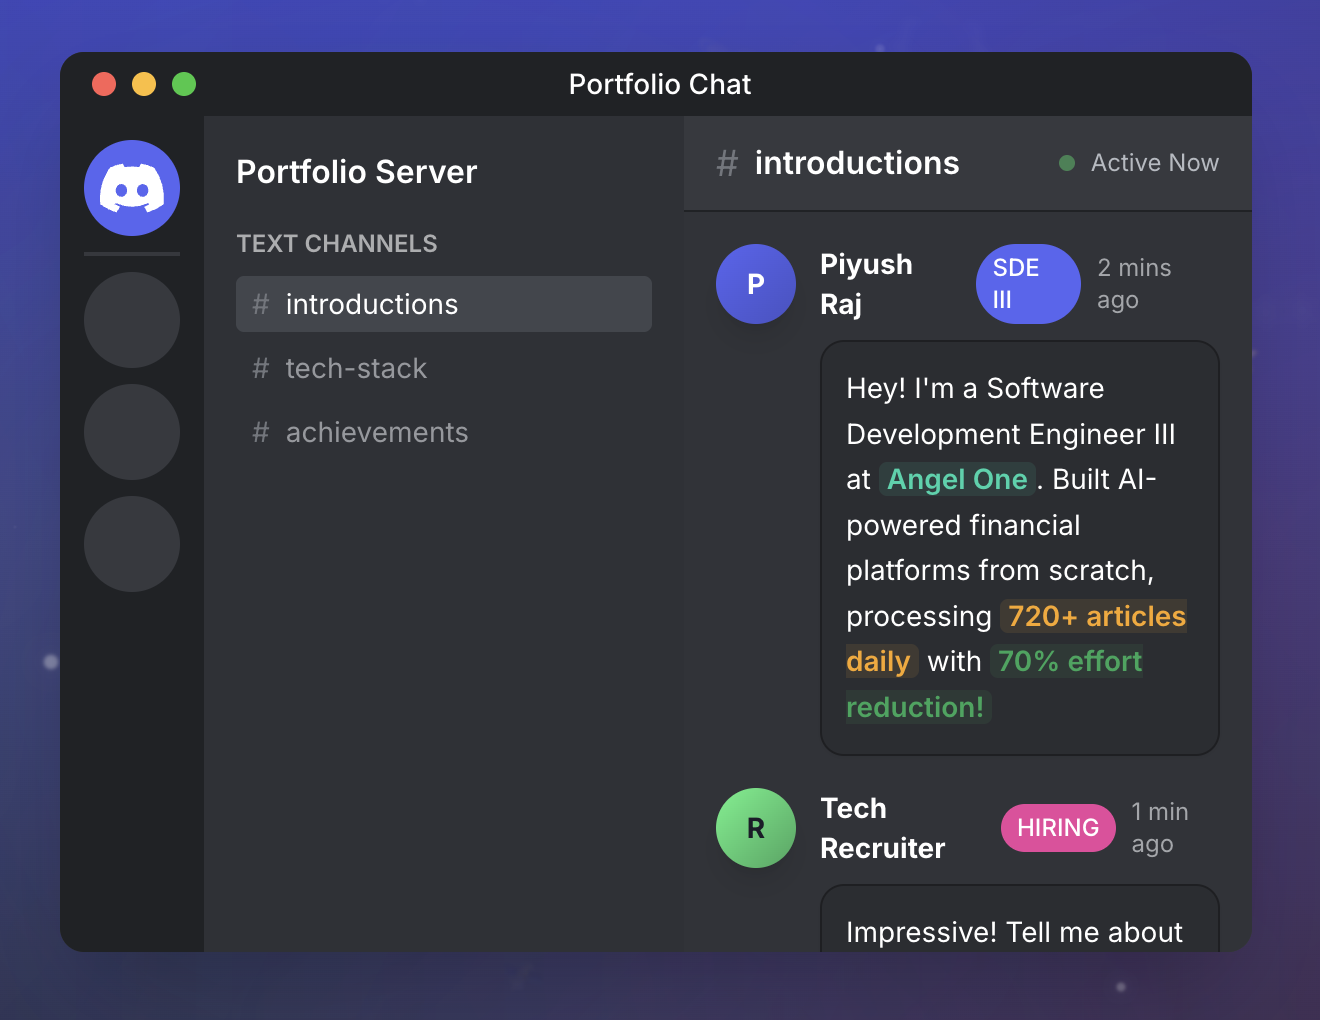 Portfolio Chat
Portfolio Server
TEXT CHANNELS
# introductions
# tech-stack
# achievements
# introductions
Active Now
P
Piyush
Raj
SDE
III
2 mins
ago
Hey! I'm a Software
Development Engineer III
at Angel One. Built AI-
powered financial
platforms from scratch,
processing 720+ articles
daily with 70% effort
reduction!
R
Tech
Recruiter
HIRING
1 min
ago
Impressive! Tell me about